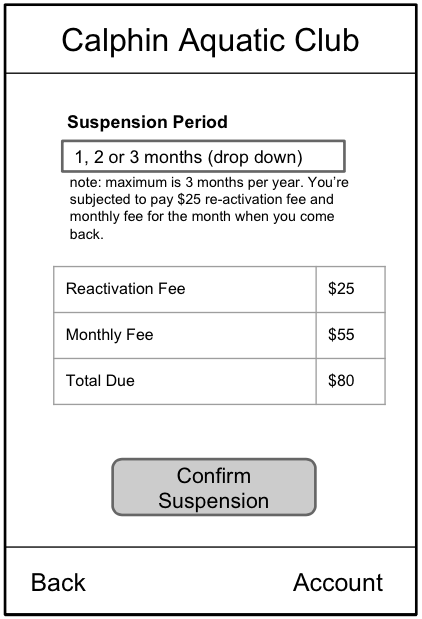 Calphin Aquatic Club
Suspension Period
1, 2 or 3 months (drop down)
note: maximum is 3 months per year. You’re
subjected to pay $25 re-activation fee and
monthly fee for the month when you come
back.
Reactivation Fee $25
Monthly Fee $55
Total Due $80
Confirm
Suspension
Back Account